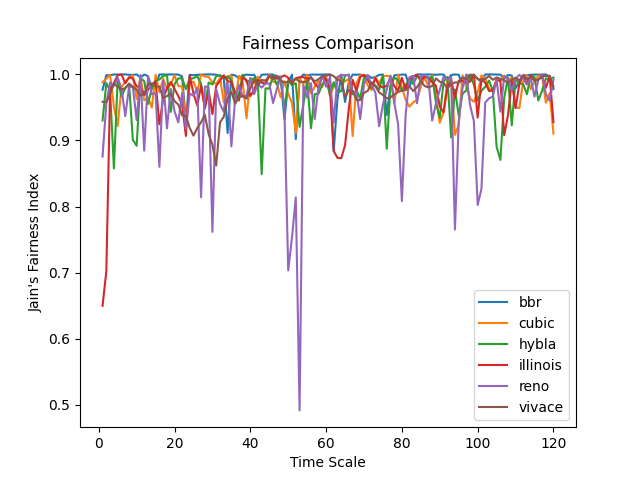 Fairness Comparison
1.0
0.9
0.8
0.7
0.6
0.5
Jain's Fairness Index
0
20
40
60
80
100
120
Time Scale
bbr
cubic
hybla
illinois
reno
vivace